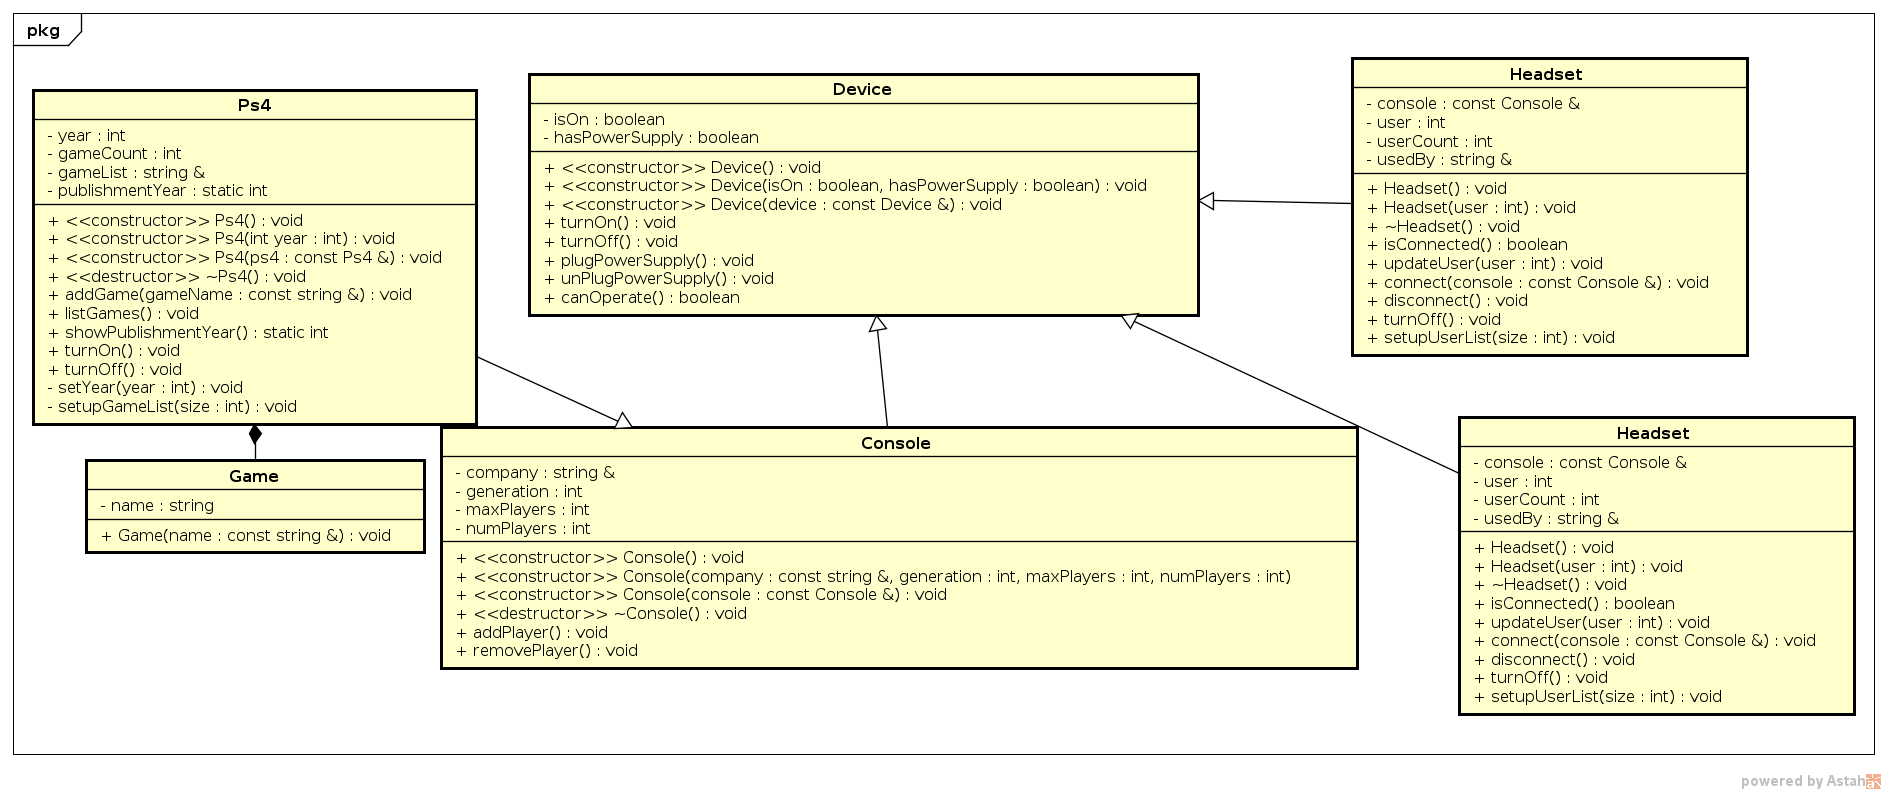 pkg
Ps4
- year : int
- gameCount : int
- gameList : string &
- publishmentYear : static int
+ <<constructor>> Ps4() : void
+ <<constructor>> Ps4(int year : int) : void
+ <<constructor>> Ps4(ps4 : const Ps4 &) : void
+ <<destructor>> ~Ps4() : void
+ addGame(gameName : const string &) : void
+ listGames() : void
+ showPublishmentYear() : static int
+ turnOn() : void
+ turnOff() : void
- setYear(year : int) : void
- setupGameList(size : int) : void
Game
- name : string
+ Game(name : const string &) : void
Device
- isOn : boolean
- hasPowerSupply : boolean
+ <<constructor>> Device() : void
+ <<constructor>> Device(isOn : boolean, hasPowerSupply : boolean) : void
+ <<constructor>> Device(device : const Device &) : void
+ turnOn() : void
+ turnOff() : void
+ plugPowerSupply() : void
+ unPlugPowerSupply() : void
+ canOperate() : boolean
Console
- company : string &
- generation : int
- maxPlayers : int
- numPlayers : int
+ <<constructor>> Console() : void
+ <<constructor>> Console(company : const string &, generation : int, maxPlayers : int, numPlayers : int)
+ <<constructor>> Console(console : const Console &) : void
+ <<destructor>> ~Console() : void
+ addPlayer() : void
+ removePlayer() : void
Headset
- console : const Console &
- user : int
- userCount : int
- usedBy : string &
+ Headset() : void
+ Headset(user : int) : void
+ ~Headset() : void
+ isConnected() : boolean
+ updateUser(user : int) : void
+ connect(console : const Console &) : void
+ disconnect() : void
+ turnOff() : void
+ setupUserList(size : int) : void
Headset
- console : const Console &
- user : int
- userCount : int
- usedBy : string &
+ Headset() : void
+ Headset(user : int) : void
+ ~Headset() : void
+ isConnected() : boolean
+ updateUser(user : int) : void
+ connect(console : const Console &) : void
+ disconnect() : void
+ turnOff() : void
+ setupUserList(size : int) : void
powered by Astah